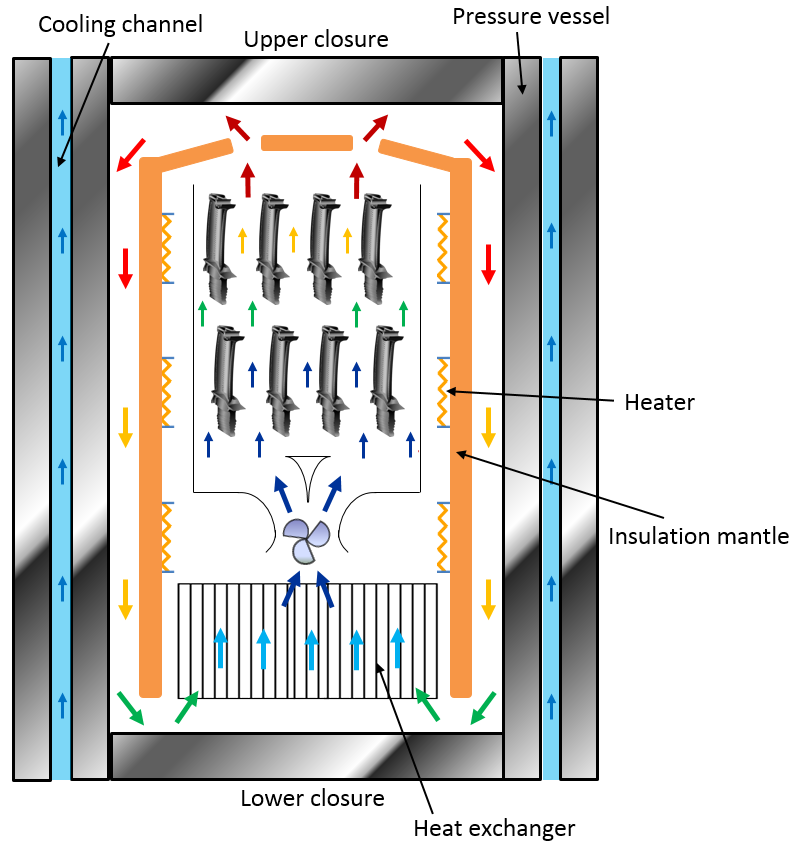 Cooling channel
Pressure vessel
Upper closure
Heater
Insulation mantle
Lower closure
Heat exchanger